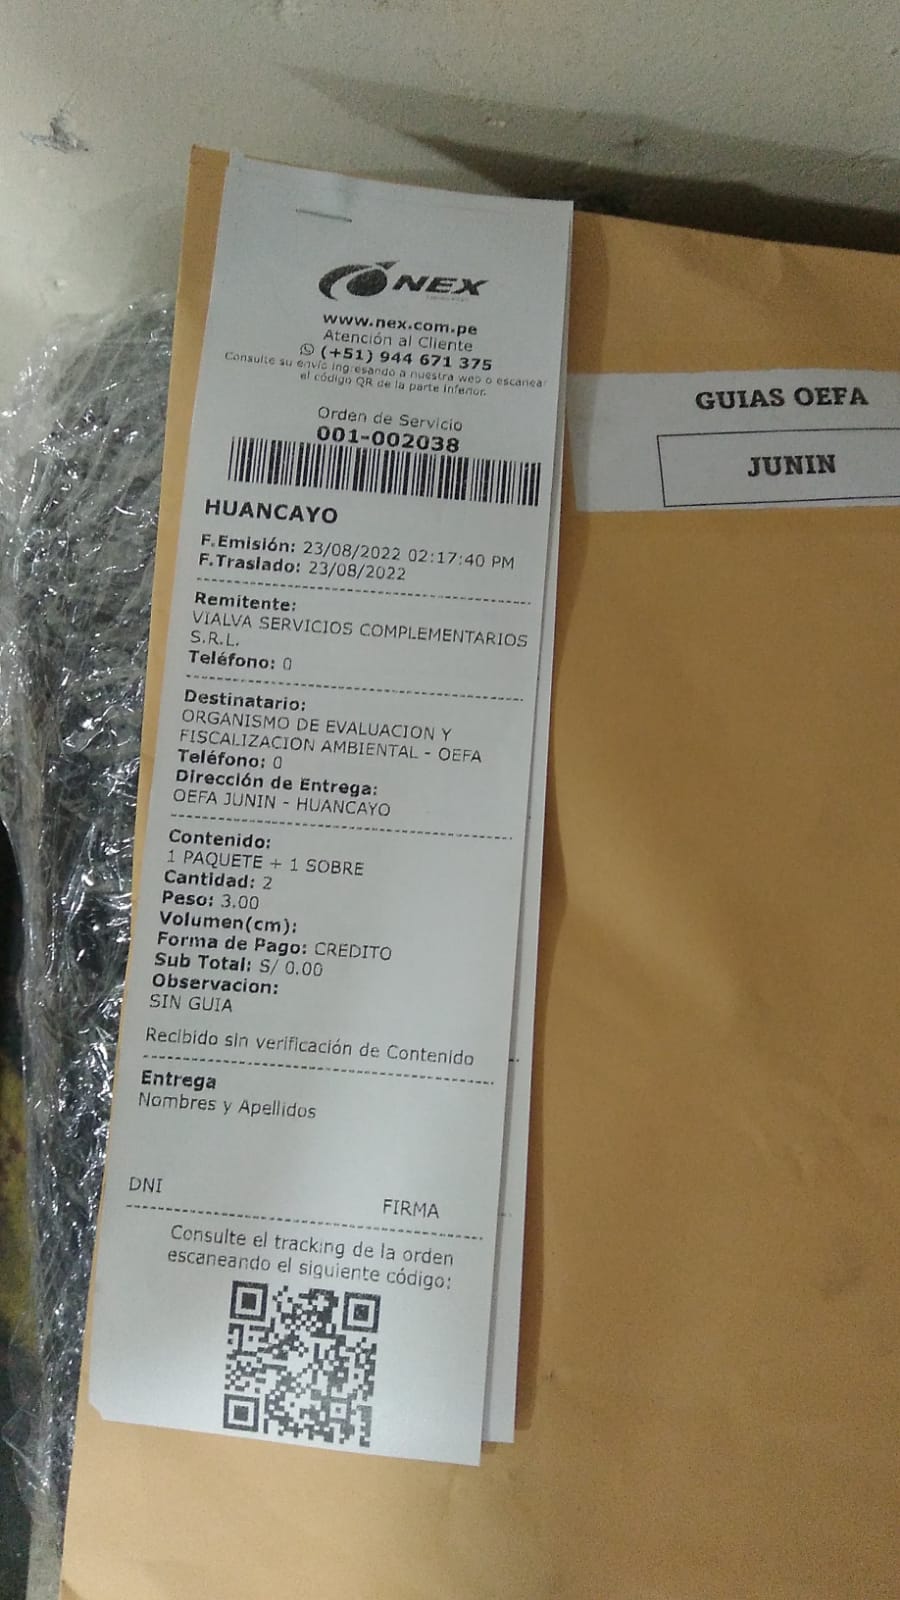 NEX
www.nex.com.pe
Atención al Cliente
(+51) 944 671 375
Consulte su envío ingresando a nuestra web o escanear
el código QR de la parte inferior.
Orden de Servicio
001-002038
HUANCAYO
F.Emisión: 23/08/2022 02:17:40 PM
F.Traslado: 23/08/2022
Remitente:
VIALVA SERVICIOS COMPLEMENTARIOS
S.R.L.
Teléfono: 0
Destinatario:
ORGANISMO DE EVALUACION Y
FISCALIZACION AMBIENTAL - OEFA
Teléfono: 0
Dirección de Entrega:
OEFA JUNIN - HUANCAYO
Contenido:
1 PAQUETE + 1 SOBRE
Cantidad: 2
Peso: 3.00
Volumen(cm):
Forma de Pago: CREDITO
Sub Total: S/ 0.00
Observacion:
SIN GUIA
Recibido sin verificación de Contenido
Entrega
Nombres y Apellidos
DNI
FIRMA
Consulte el tracking de la orden
escaneando el siguiente código:
GUIAS OEFA
JUNIN